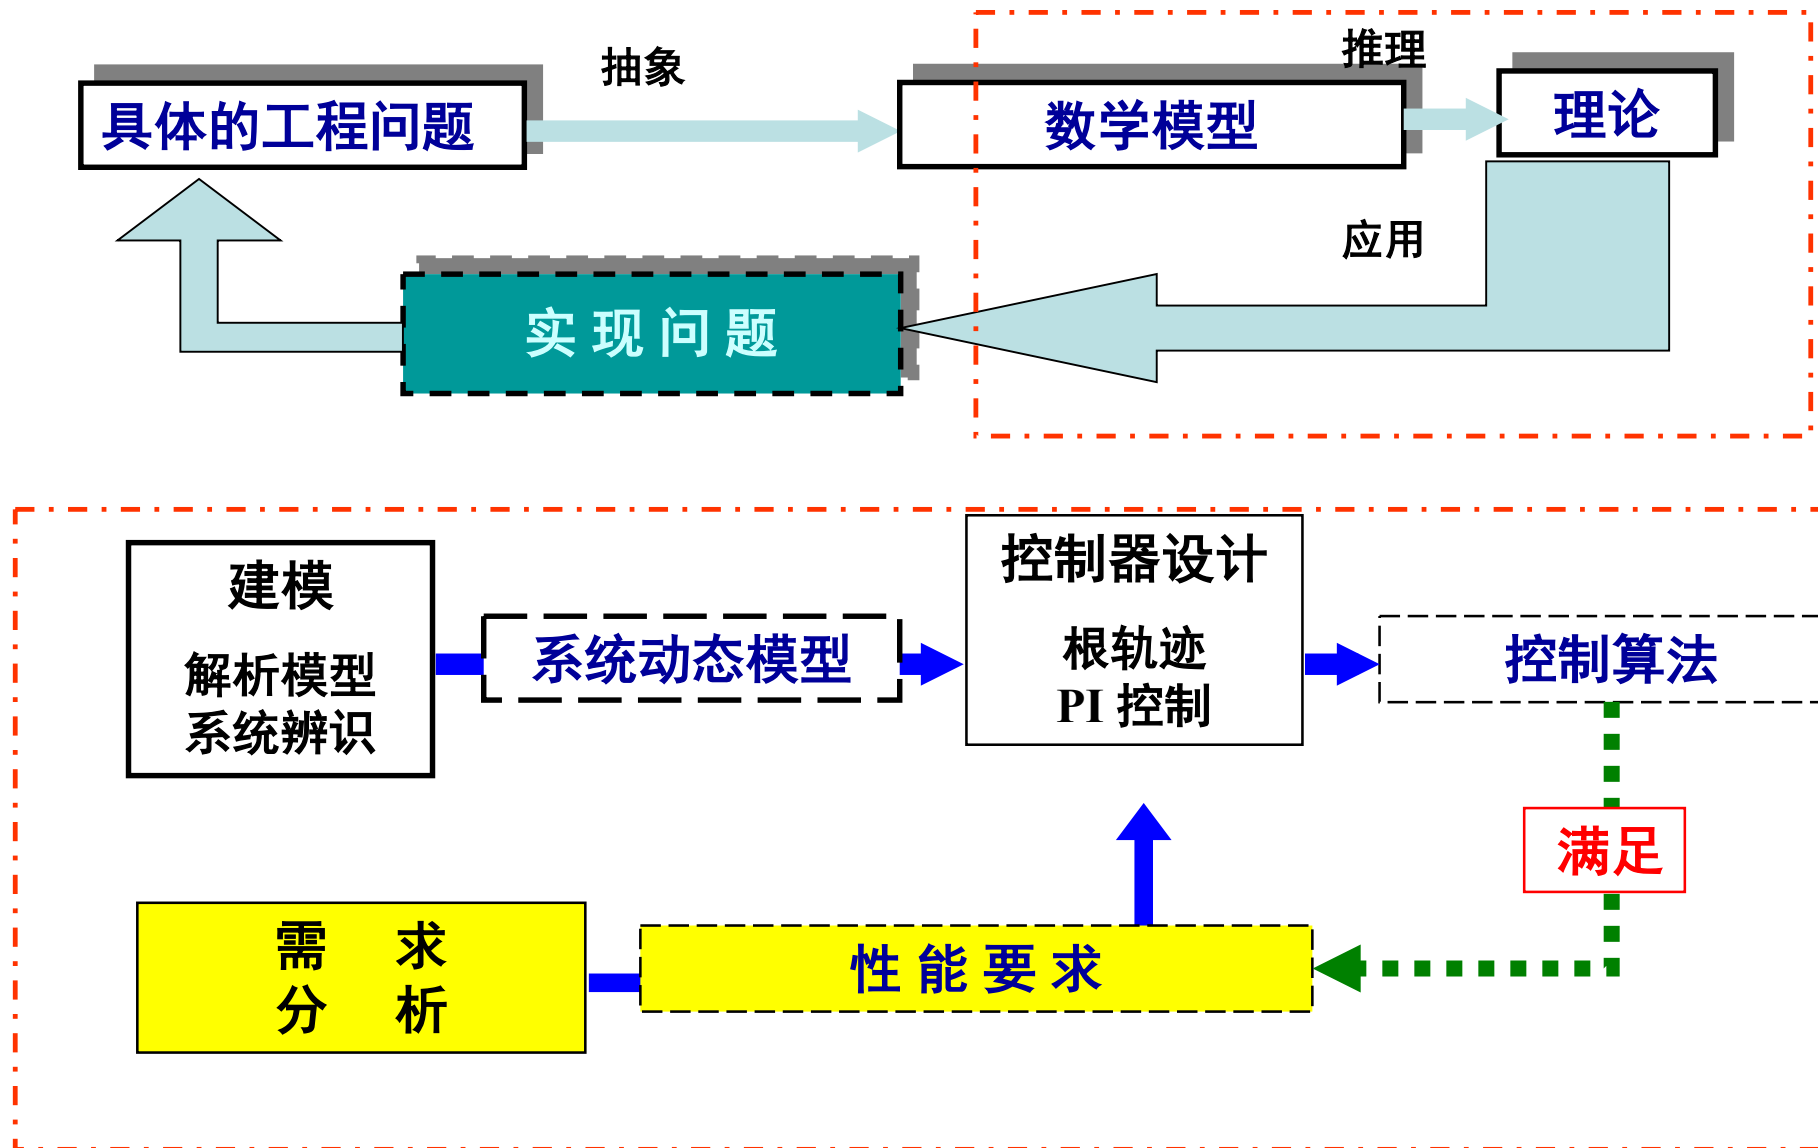 抽象
推理
具体的工程问题
数学模型
理论
应用
实现问题
建模
解析模型
系统辨识
系统动态模型
控制器设计
根轨迹
PI 控制
控制算法
满足
需 求
分 析
性能要求